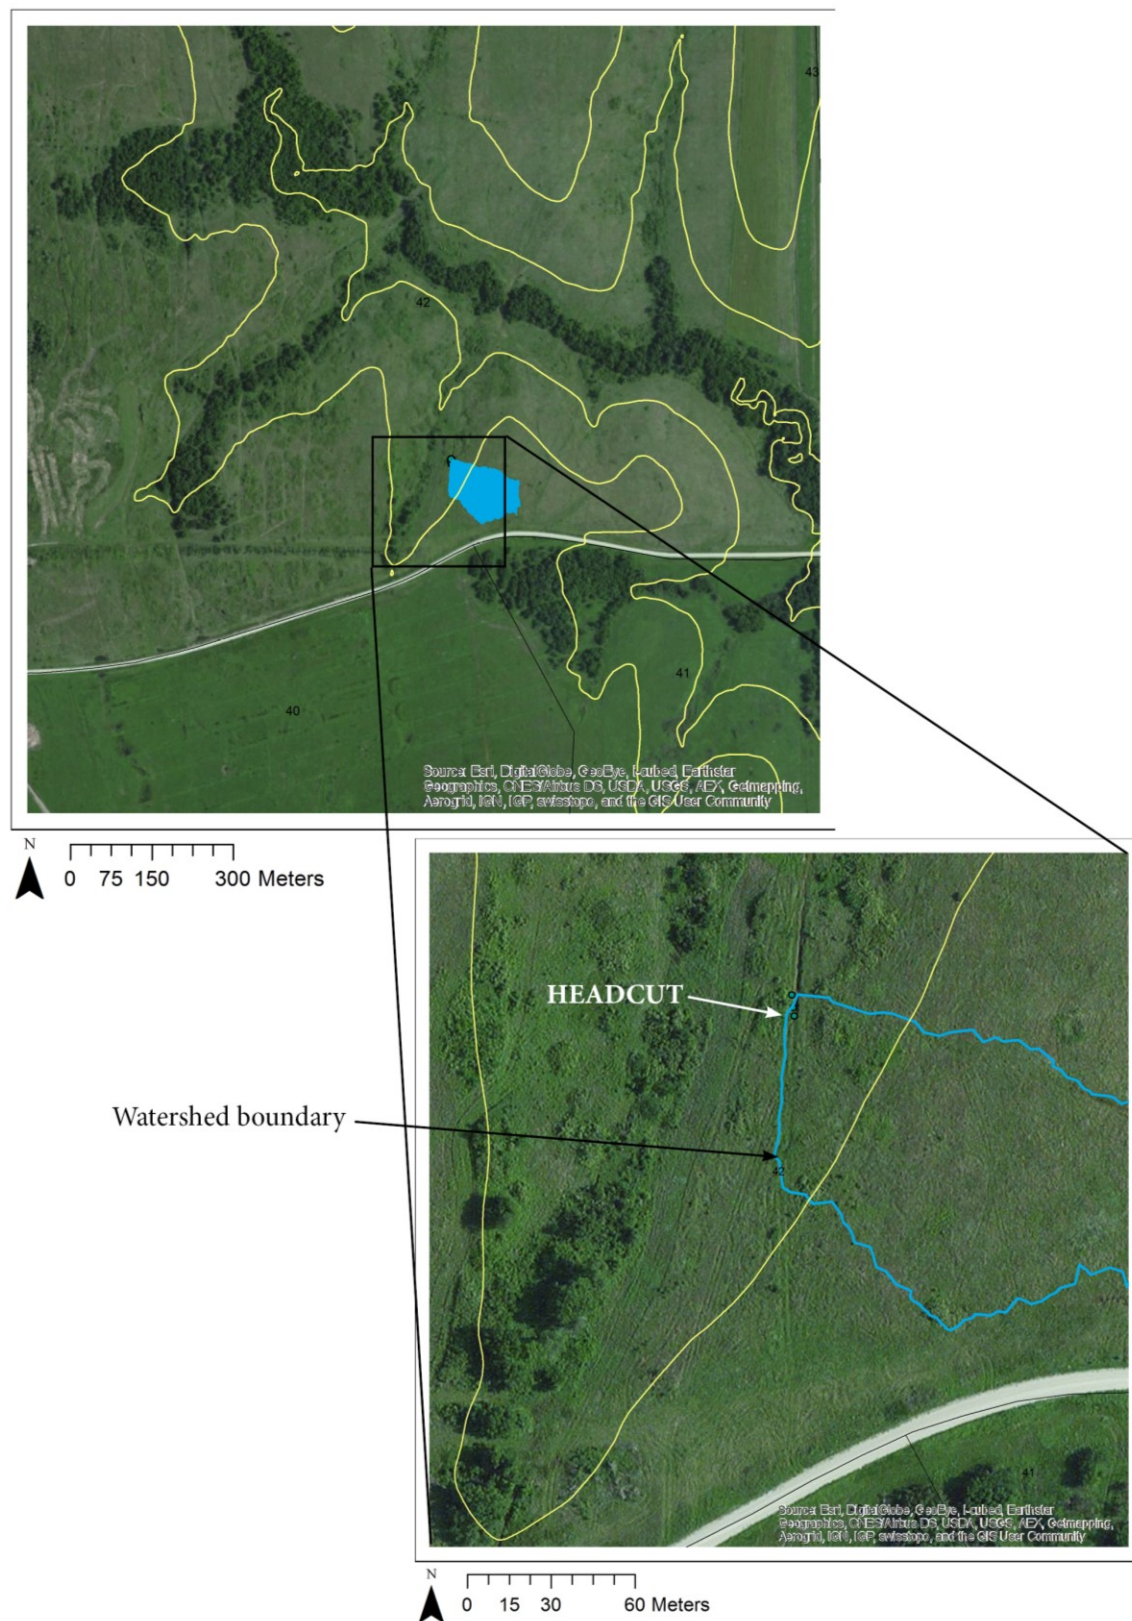 43
42
41
40
Source: Esri, DigitalGlobe, GeoEye, i-cubed, Earthstar
Geographics, CNES/Airbus DS, USDA, USGS, AEX, Getmapping,
Aerogrid, IGN, IGP, swisstopo, and the GIS User Community
N
0 75 150 300 Meters
HEADCUT
Watershed boundary
42
41
Source: Esri, DigitalGlobe, GeoEye, i-cubed, Earthstar
Geographics, CNES/Airbus DS, USDA, USGS, AEX, Getmapping,
Aerogrid, IGN, IGP, swisstopo, and the GIS User Community
N
0 15 30 60 Meters